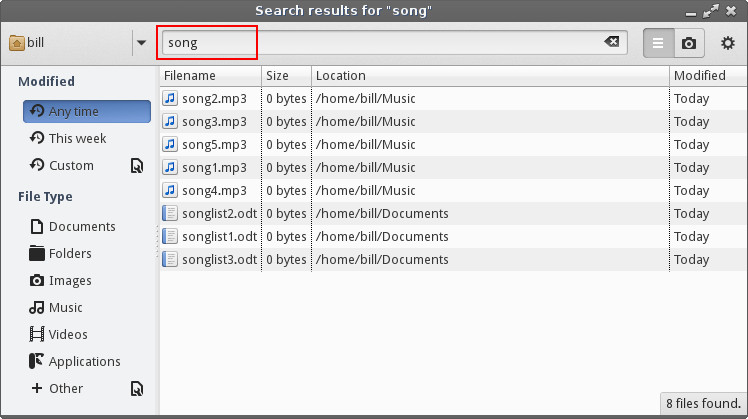 Search results for "song"
bill song
Modified
Any time
This week
Custom
File Type
Documents
Folders
Images
Music
Videos
Applications
Other
Filename Size Location Modified
song2.mp3 0 bytes /home/bill/Music Today
song3.mp3 0 bytes /home/bill/Music Today
song5.mp3 0 bytes /home/bill/Music Today
song1.mp3 0 bytes /home/bill/Music Today
song4.mp3 0 bytes /home/bill/Music Today
songlist2.odt 0 bytes /home/bill/Documents Today
songlist1.odt 0 bytes /home/bill/Documents Today
songlist3.odt 0 bytes /home/bill/Documents Today
8 files found.